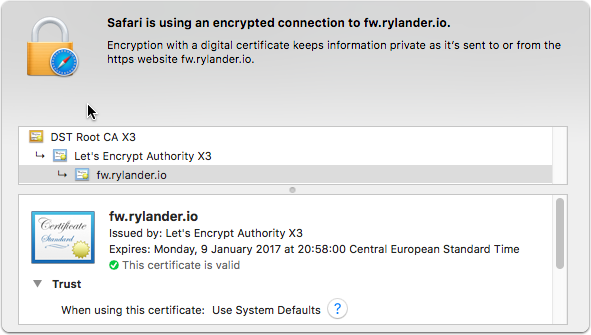 Safari is using an encrypted connection to fw.rylander.io.
Encryption with a digital certificate keeps information private as it's sent to or from the
https website fw.rylander.io.
DST Root CA X3
Let's Encrypt Authority X3
fw.rylander.io
Certificate
Standard
fw.rylander.io
Issued by: Let's Encrypt Authority X3
Expires: Monday, 9 January 2017 at 20:58:00 Central European Standard Time
This certificate is valid
Trust
When using this certificate: Use System Defaults ?